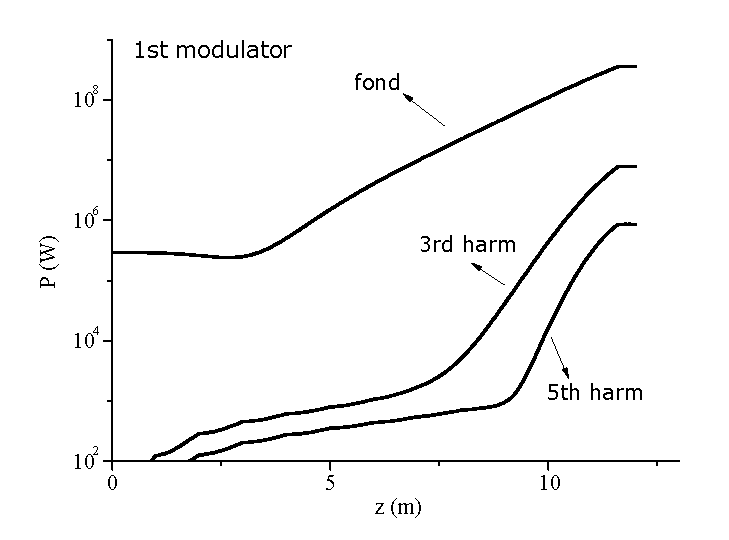 1st modulator
fond
10^8
10^6
3rd harm
P (W)
10^4
5th harm
10^2
0
5
10
z (m)